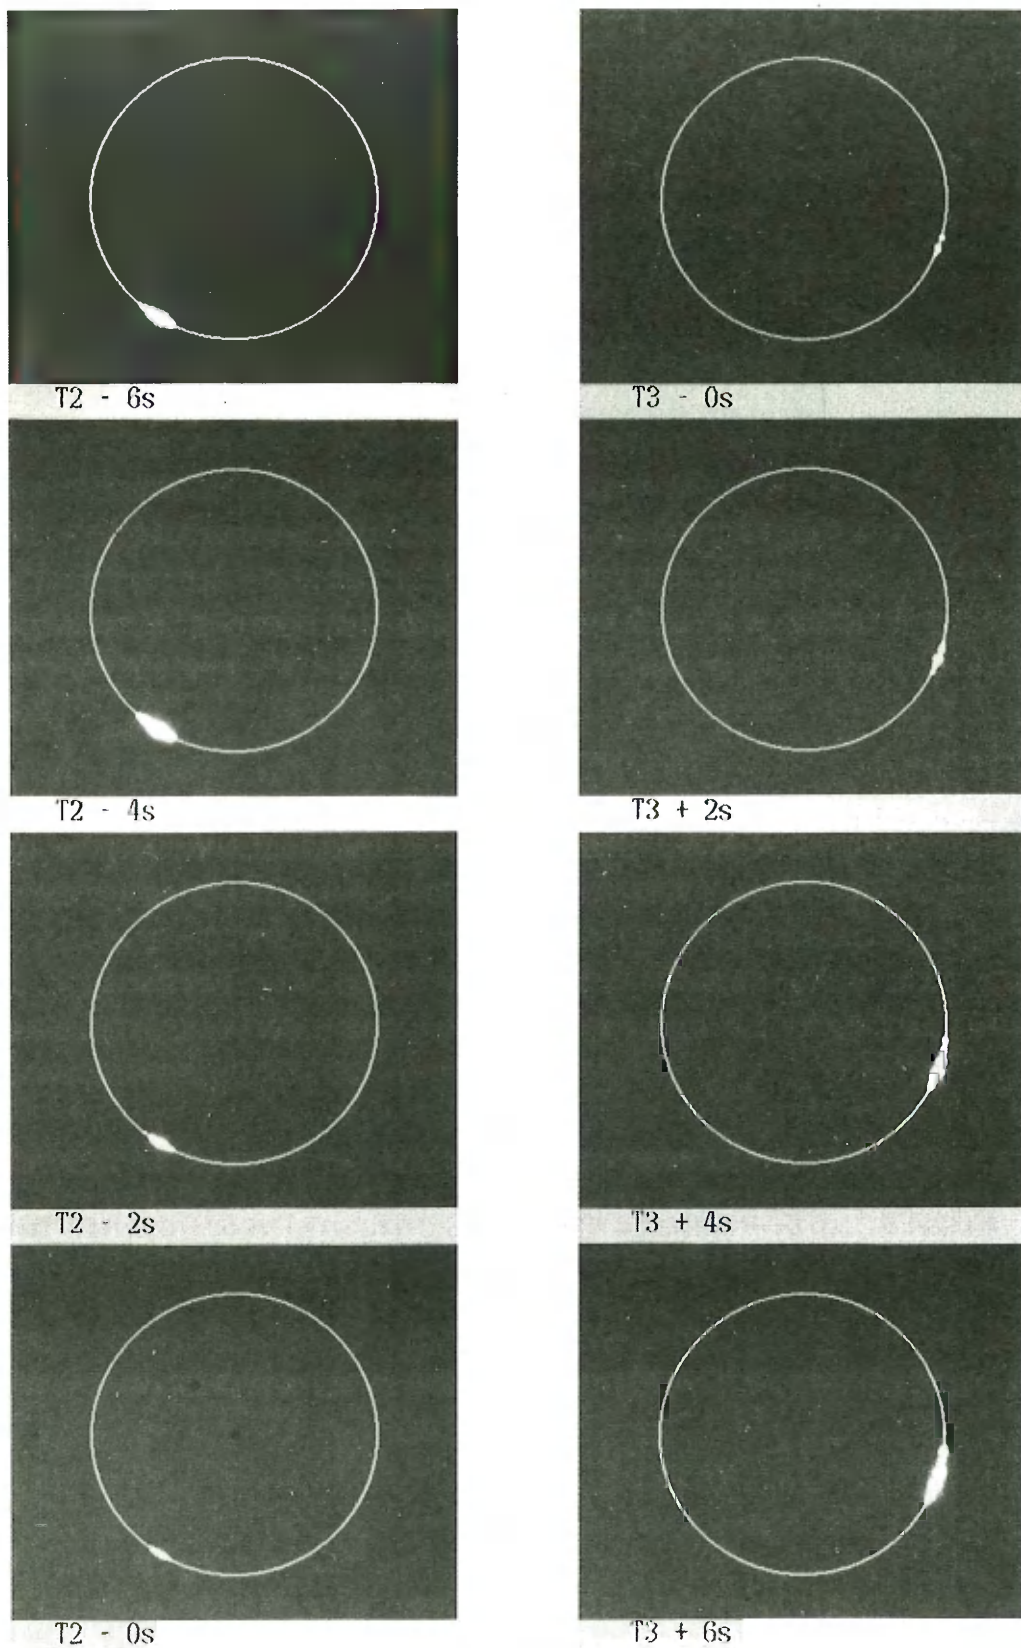 T2 - 6s
T3 - 0s
T2 - 4s
T3 + 2s
T2 - 2s
T3 + 4s
T2 - 0s
T3 + 6s